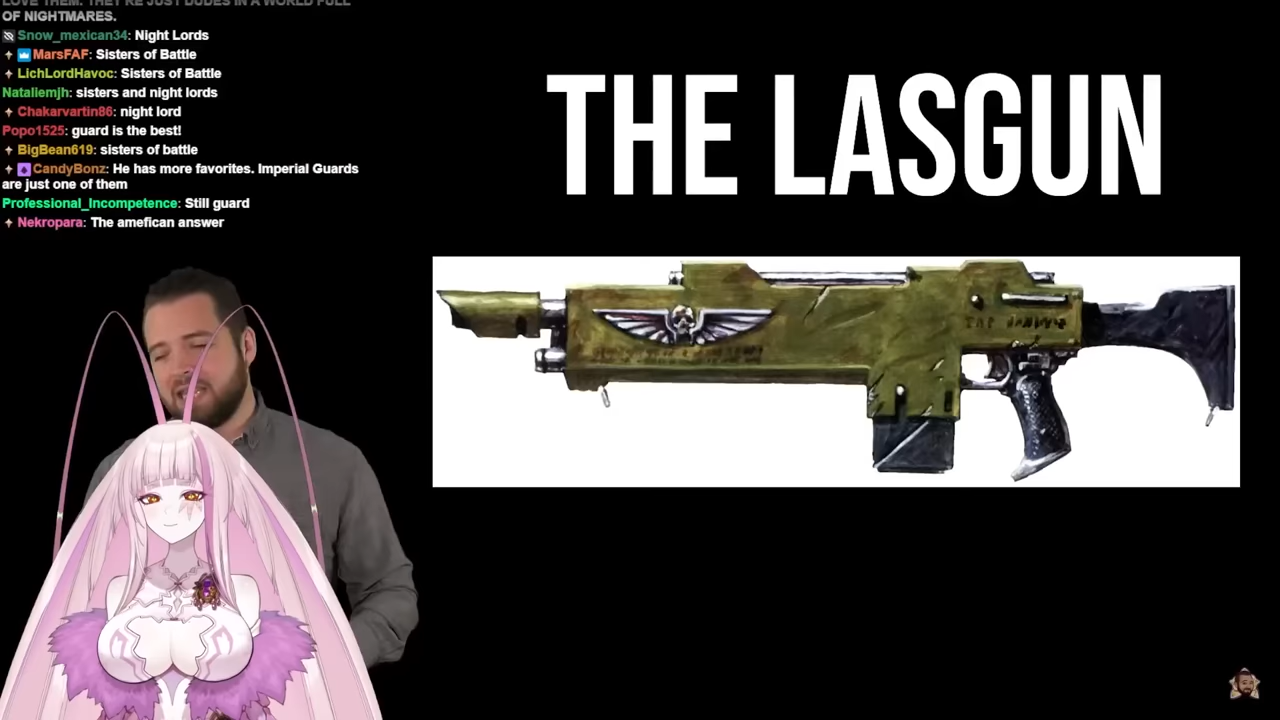 LOVE THEM. THEY'RE JUST DUDES IN A WORLD FULL
OF NIGHTMARES.
Snow_mexican34: Night Lords
MarsFAF: Sisters of Battle
LichLordHavoc: Sisters of Battle
Nataliemjh: sisters and night lords
Chakarvartin86: night lord
Popo1525: guard is the best!
BigBean619: sisters of battle
CandyBonz: He has more favorites. Imperial Guards
are just one of them
Professional_Incompetence: Still guard
Nekropara: The amefican answer
THE LASGUN